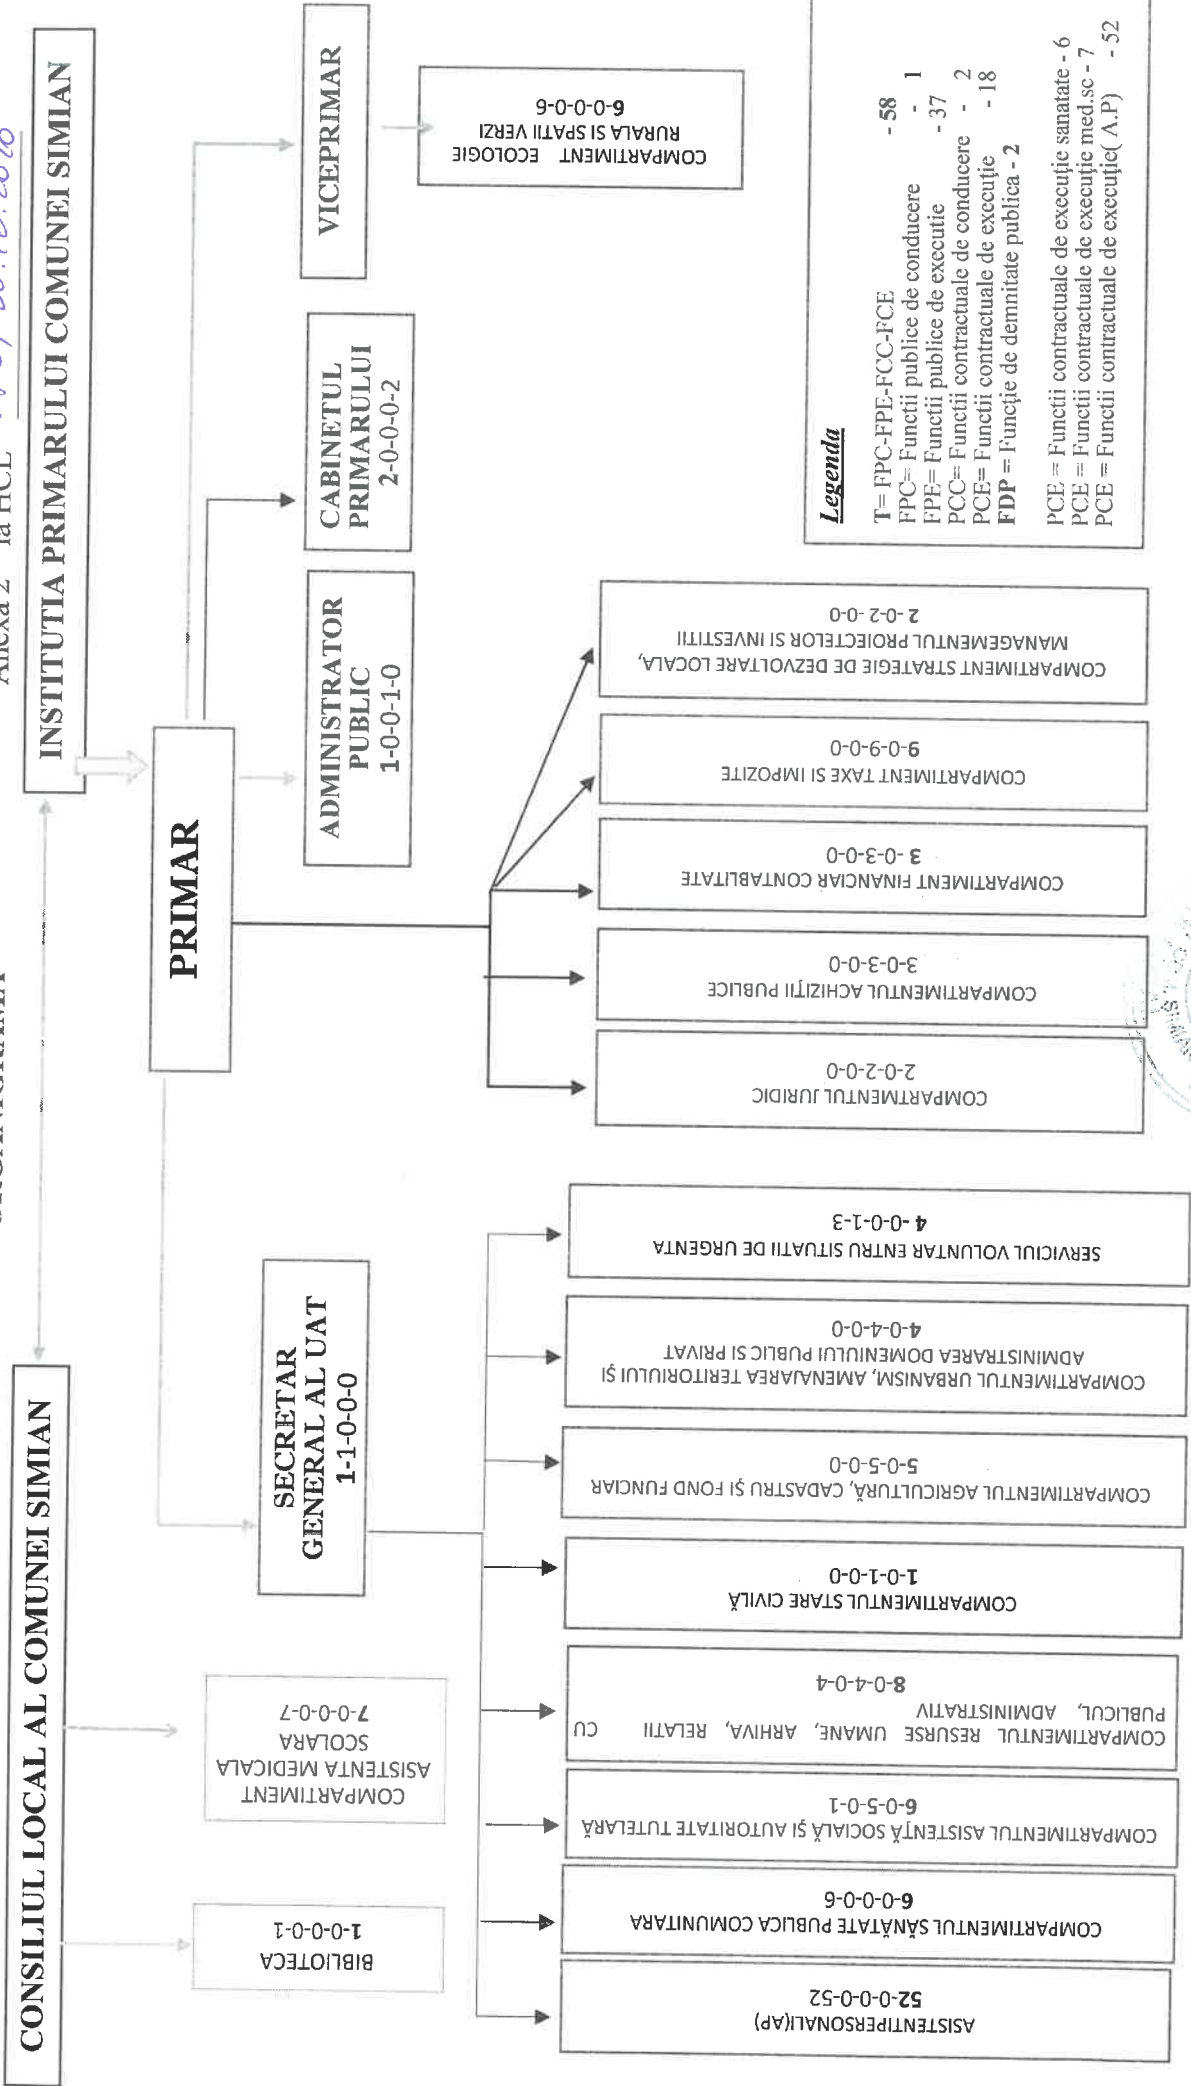 Anexa 2 la HCL
CONSILIUL LOCAL AL COMUNEI SIMIAN
INSTITUTIA PRIMARULUI COMUNEI SIMIAN
PRIMAR
BIBLIOTECA
1-0-0-0-1
COMPARTIMENT
ASISTENTA MEDICALA
SCOLARA
7-0-0-0-7
SECRETAR
GENERAL AL UAT
1-1-0-0-0
ADMINISTRATOR
PUBLIC
1-0-0-1-0
CABINETUL
PRIMARULUI
2-0-0-0-2
VICEPRIMAR
COMPARTIMENT ECOLOGIE
RURALA SI SPATII VERZI
6-0-0-0-6
ASISTENTIPERSONALI(AP)
52-0-0-0-52
COMPARTIMENTUL SĂNĂTATE PUBLICA COMUNITARA
6-0-0-0-6
COMPARTIMENTUL ASISTENŢĂ SOCIALĂ ŞI AUTORITATE TUTELARĂ
6-0-5-0-1
COMPARTIMENTUL RESURSE UMANE, ARHIVA, RELATII CU
PUBLICUL, ADMINISTRATIV
8-0-4-0-4
COMPARTIMENTUL STARE CIVILĂ
1-0-1-0-0
COMPARTIMENTUL AGRICULTURĂ, CADASTRU ŞI FOND FUNCIAR
5-0-5-0-0
COMPARTIMENTUL URBANISM, AMENAJAREA TERITORIULUI ŞI
ADMINISTRAREA DOMENIULUI PUBLIC SI PRIVAT
4-0-4-0-0
SERVICIUL VOLUNTAR ENTRU SITUATII DE URGENTA
4 -0-0-1-3
COMPARTIMENTUL JURIDIC
2-0-2-0-0
COMPARTIMENTUL ACHIZIŢII PUBLICE
3-0-3-0-0
COMPARTIMENT FINANCIAR CONTABLITATE
3 -0-3-0-0
COMPARTIMENT TAXE SI IMPOZITE
9-0-9-0-0
COMPARTIMENT STRATEGIE DE DEZVOLTARE LOCALA,
MANAGEMENTUL PROIECTELOR SI INVESTITII
2 -0-2 -0-0
Legenda
T= FPC-FPE-FCC-FCE - 58
FPC= Functii publice de conducere - 1
FPE= Functii publice de executie - 37
PCC= Functii contractuale de conducere - 2
PCE= Functii contractuale de execuţie - 18
FDP = Funcţie de demnitate publica - 2
PCE = Functii contractuale de execuţie sanatate - 6
PCE = Functii contractuale de execuţie med.sc - 7
PCE = Functii contractuale de execuţie( A.P) - 52